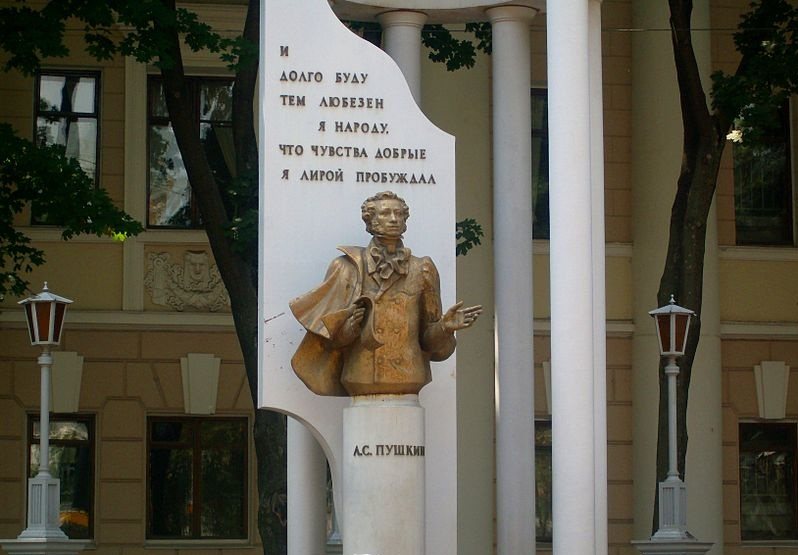 И
ДОЛГО БУДУ
ТЕМ ЛЮБЕЗЕН
Я НАРОДУ,
ЧТО ЧУВСТВА ДОБРЫЕ
Я ЛИРОЙ ПРОБУЖДАЛ
А.С. ПУШКИН